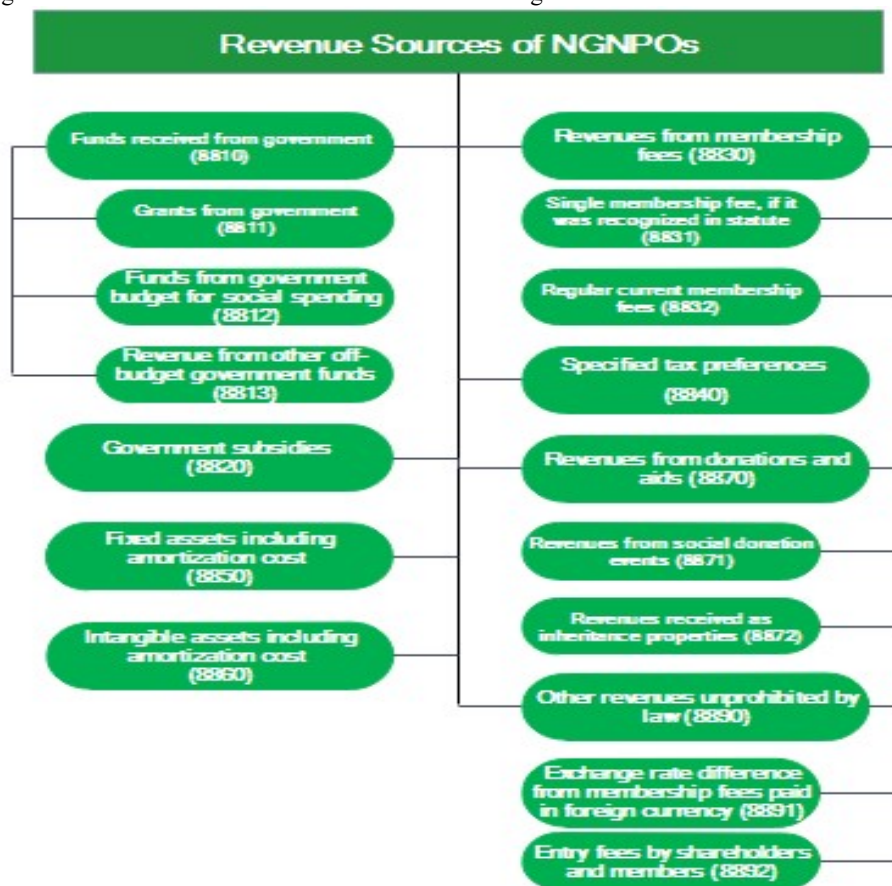 Revenue Sources of NGNPOs
Funds received from government
(8810)
Grants from government
(8811)
Funds from government
budget for social spending
(8812)
Revenue from other off-
budget government funds
(8813)
Government subsidies
(8820)
Fixed assets including
amortization cost
(8850)
Intangible assets including
amortization cost
(8860)
Revenues from membership
fees (8830)
Single membership fee, if it
was recognized in statute
(8831)
Regular current membership
fees (8832)
Specified tax preferences
(8840)
Revenues from donations and
aids (8870)
Revenues from social donation
events (8871)
Revenues received as
inheritance properties (8872)
Other revenues unprohibited by
law (8890)
Exchange rate difference
from membership fees paid
in foreign currency (8891)
Entry fees by shareholders
and members (8892)